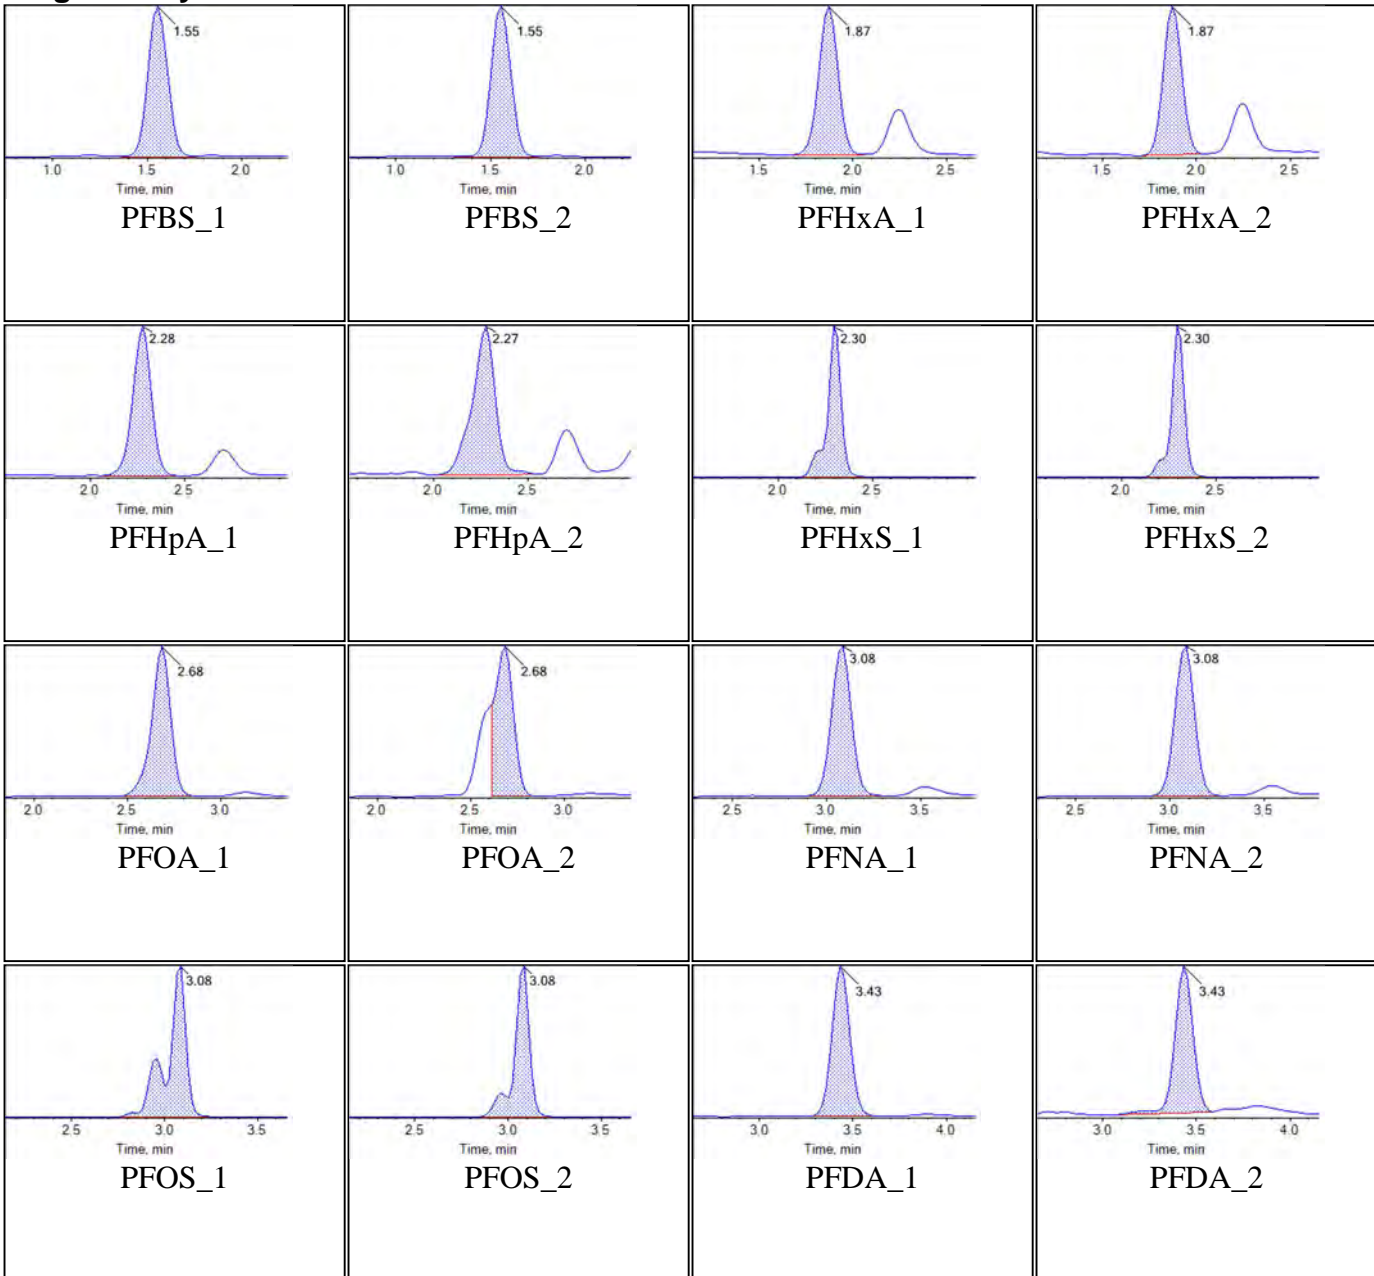 1.55 1.55 1.87 1.87
1.0 1.5 2.0 1.0 1.5 2.0 1.5 2.0 2.5 1.5 2.0 2.5
Time, min Time, min Time, min Time, min
PFBS_1 PFBS_2 PFHxA_1 PFHxA_2
2.28 2.27 2.30 2.30
2.0 2.5 2.0 2.5 2.0 2.5 2.0 2.5
Time, min Time, min Time, min Time, min
PFHpA_1 PFHpA_2 PFHxS_1 PFHxS_2
2.68 2.68 3.08 3.08
2.0 2.5 3.0 2.0 2.5 3.0 2.5 3.0 3.5 2.5 3.0 3.5
Time, min Time, min Time, min Time, min
PFOA_1 PFOA_2 PFNA_1 PFNA_2
3.08 3.08 3.43 3.43
2.5 3.0 3.5 2.5 3.0 3.5 3.0 3.5 4.0 3.0 3.5 4.0
Time, min Time, min Time, min Time, min
PFOS_1 PFOS_2 PFDA_1 PFDA_2